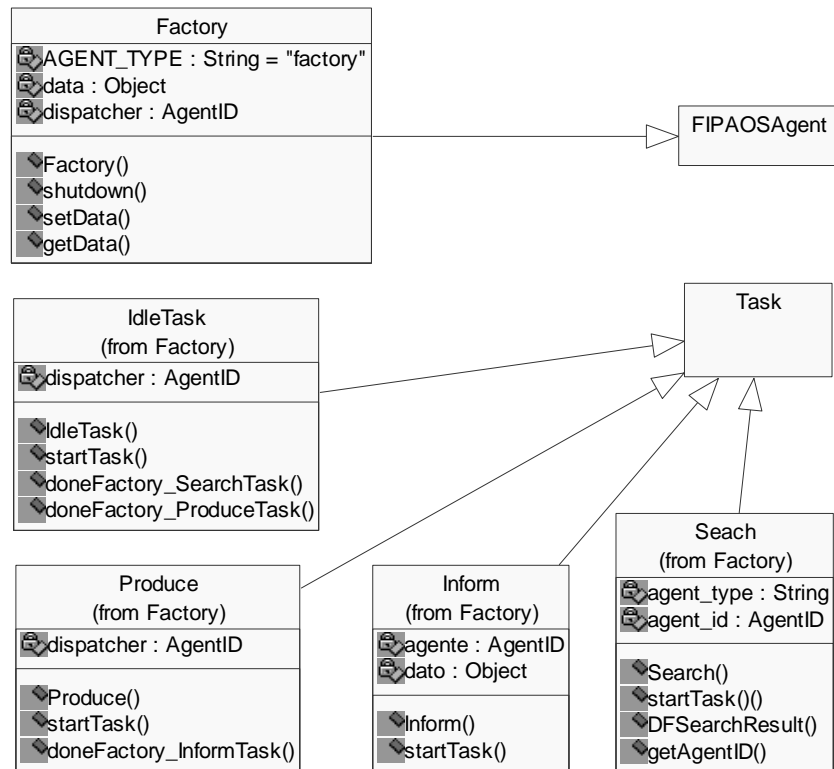 Factory
AGENT_TYPE : String = "factory"
data : Object
dispatcher : AgentID
Factory()
shutdown()
setData()
getData()
FIPAOSAgent
Task
IdleTask
(from Factory)
dispatcher : AgentID
IdleTask()
startTask()
doneFactory_SearchTask()
doneFactory_ProduceTask()
Produce
(from Factory)
dispatcher : AgentID
Produce()
startTask()
doneFactory_InformTask()
Inform
(from Factory)
agente : AgentID
dato : Object
Inform()
startTask()
Seach
(from Factory)
agent_type : String
agent_id : AgentID
Search()
startTask()()
DFSearchResult()
getAgentID()